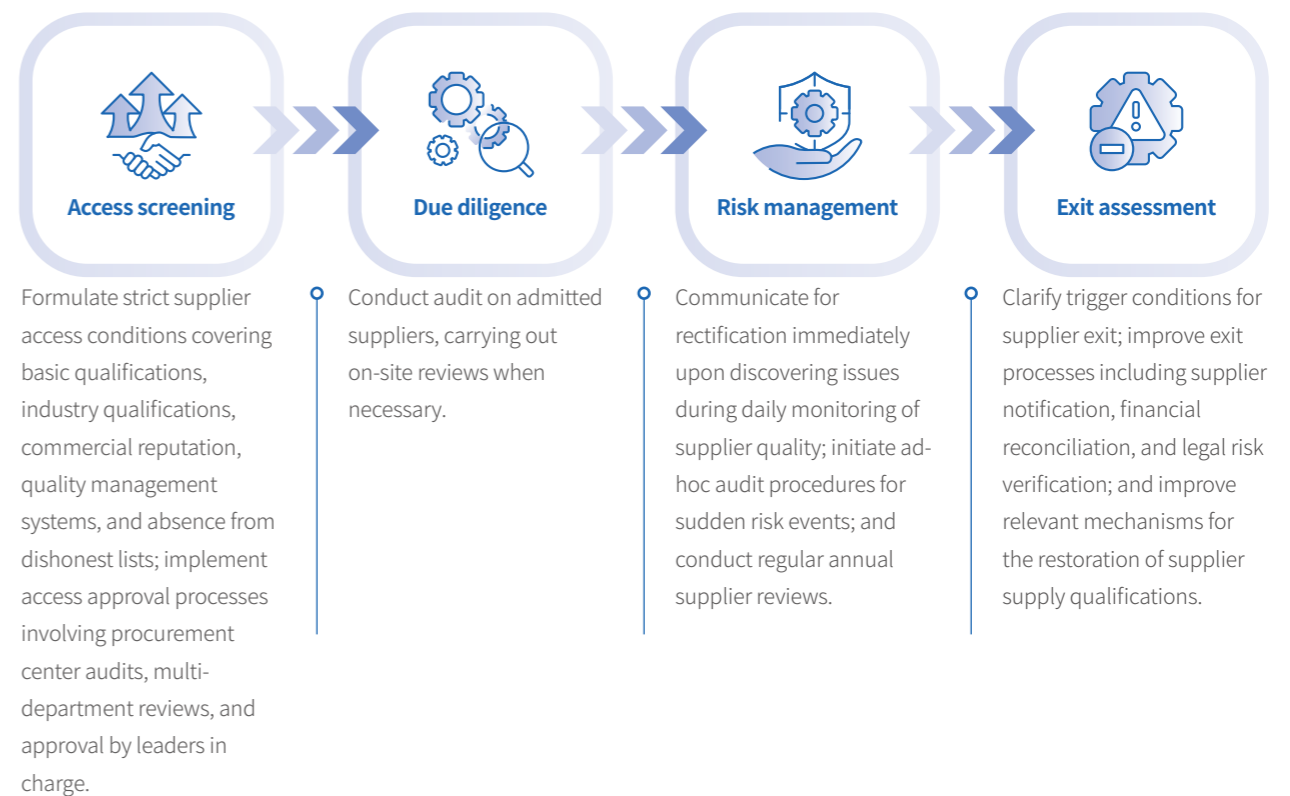 Access screening
Formulate strict supplier
access conditions covering
basic qualifications,
industry qualifications,
commercial reputation,
quality management
systems, and absence from
dishonest lists; implement
access approval processes
involving procurement
center audits, multi-
department reviews, and
approval by leaders in
charge.
Due diligence
Conduct audit on admitted
suppliers, carrying out
on-site reviews when
necessary.
Risk management
Communicate for
rectification immediately
upon discovering issues
during daily monitoring of
supplier quality; initiate ad-
hoc audit procedures for
sudden risk events; and
conduct regular annual
supplier reviews.
Exit assessment
Clarify trigger conditions for
supplier exit; improve exit
processes including supplier
notification, financial
reconciliation, and legal risk
verification; and improve
relevant mechanisms for
the restoration of supplier
supply qualifications.